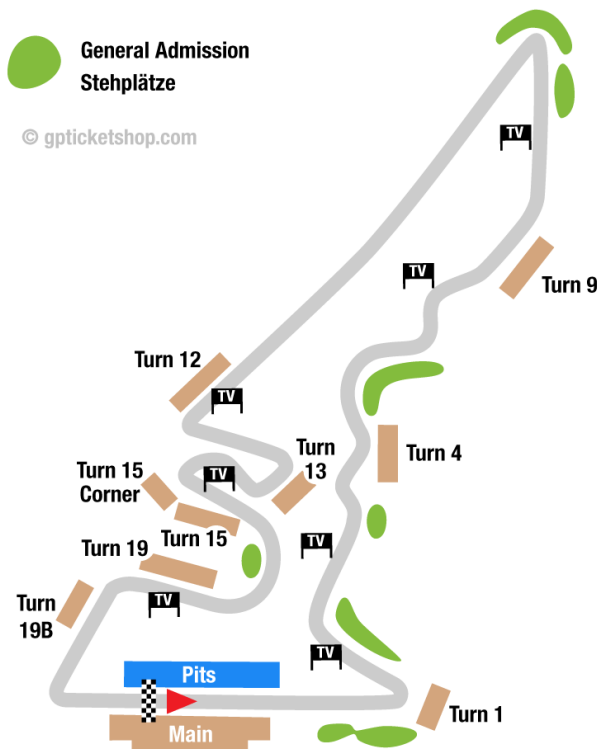 General Admission
Stehplätze
© gpticketshop.com
TV
Turn 9
TV
Turn 12
TV
Turn
13
Turn 4
Turn 15
Corner
TV
Turn 15
Turn 19
TV
TV
Turn
19B
TV
Pits
Turn 1
Main